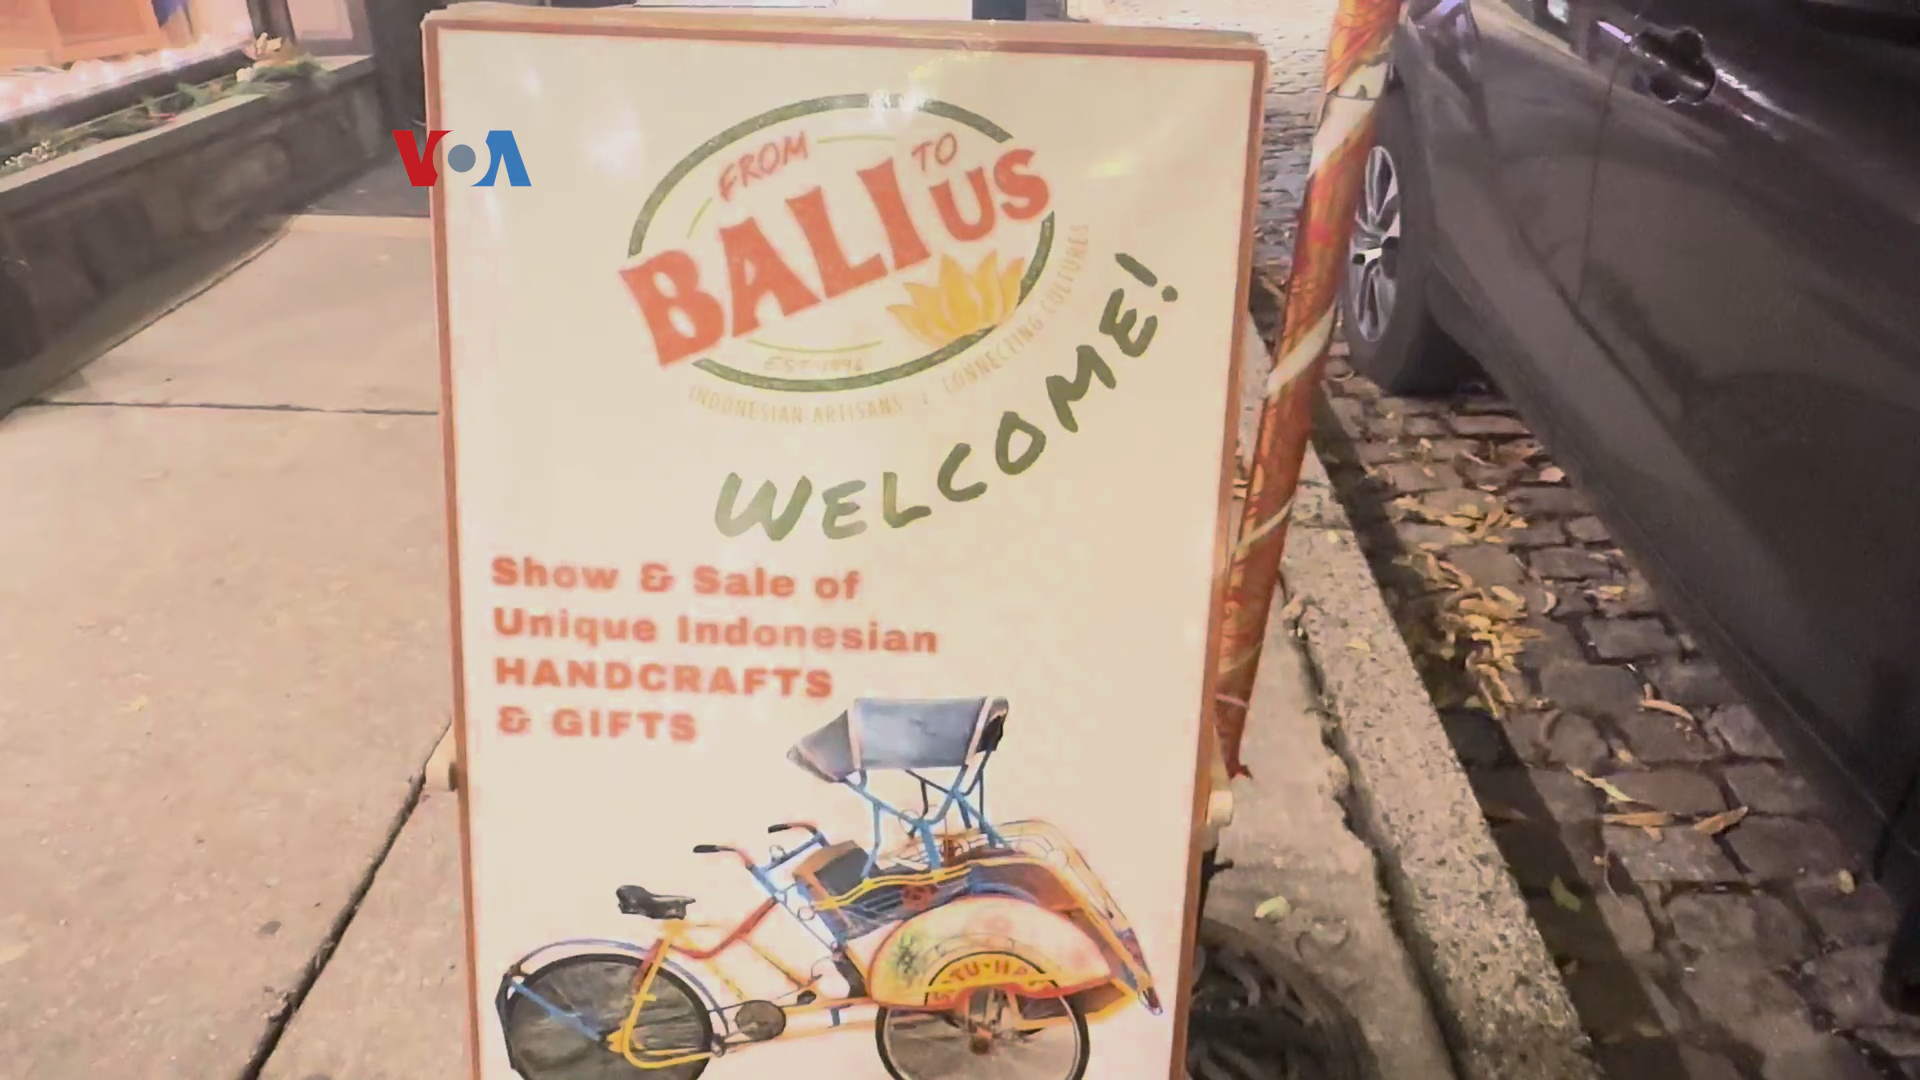 VOA
FROM
BALI
TO
US
EST 1996
INDONESIAN ARTISANS : CONNECTING CULTURES
WELCOME!
Show & Sale of
Unique Indonesian
HANDCRAFTS
& GIFTS